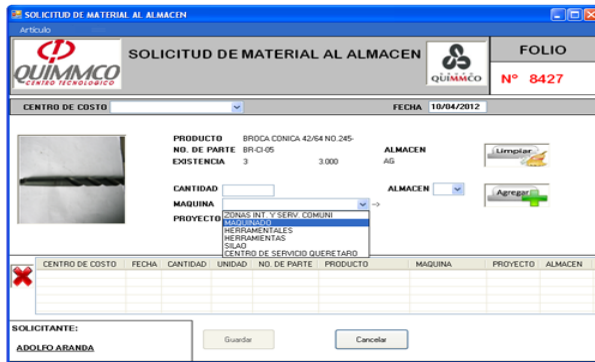 SOLICITUD DE MATERIAL AL ALMACEN
Artículo
QUIMMCO
CENTRO TECNOLOGICO
SOLICITUD DE MATERIAL AL ALMACEN
QUIMMCO
FOLIO
N° 8427
CENTRO DE COSTO
FECHA 10/04/2012
PRODUCTO BROCA CONICA 42/64 NO.245-
NO. DE PARTE BR-CI-05 ALMACEN
EXISTENCIA 3 3.000 AG
Limpiar
CANTIDAD ALMACEN
Agregar
MAQUINA ->
PROYECTO
ZONAS INT. Y SERV. COMUNI
MAQUINADO
HERRAMENTALES
HERRAMIENTAS
SILAO
CENTRO DE SERVICIO QUERETARO
CENTRO DE COSTO FECHA CANTIDAD UNIDAD NO. DE PARTE PRODUCTO MAQUINA PROYECTO ALMACEN
SOLICITANTE:
ADOLFO ARANDA
Guardar Cancelar